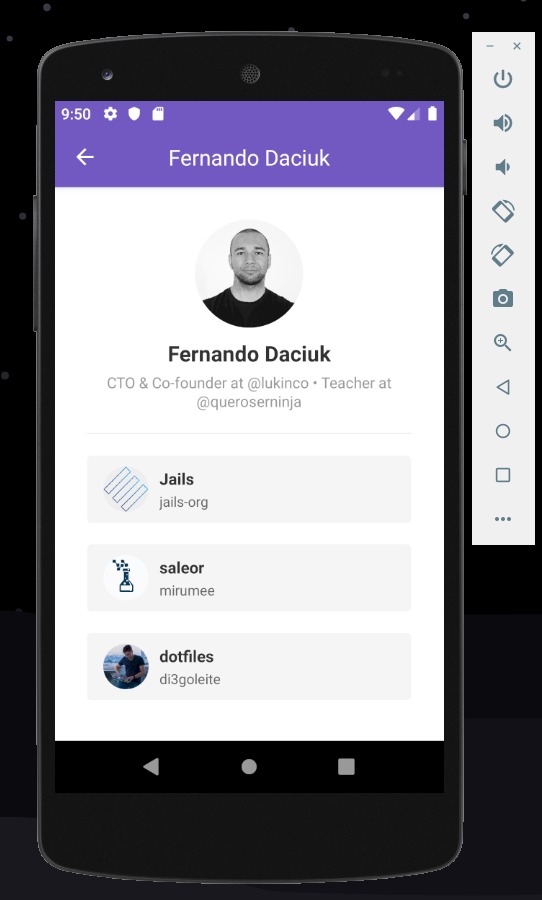 9:50
Fernando Daciuk
Fernando Daciuk
CTO & Co-founder at @lukinco • Teacher at
@queroserninja
Jails
jails-org
saleor
mirumee
dotfiles
di3goleite